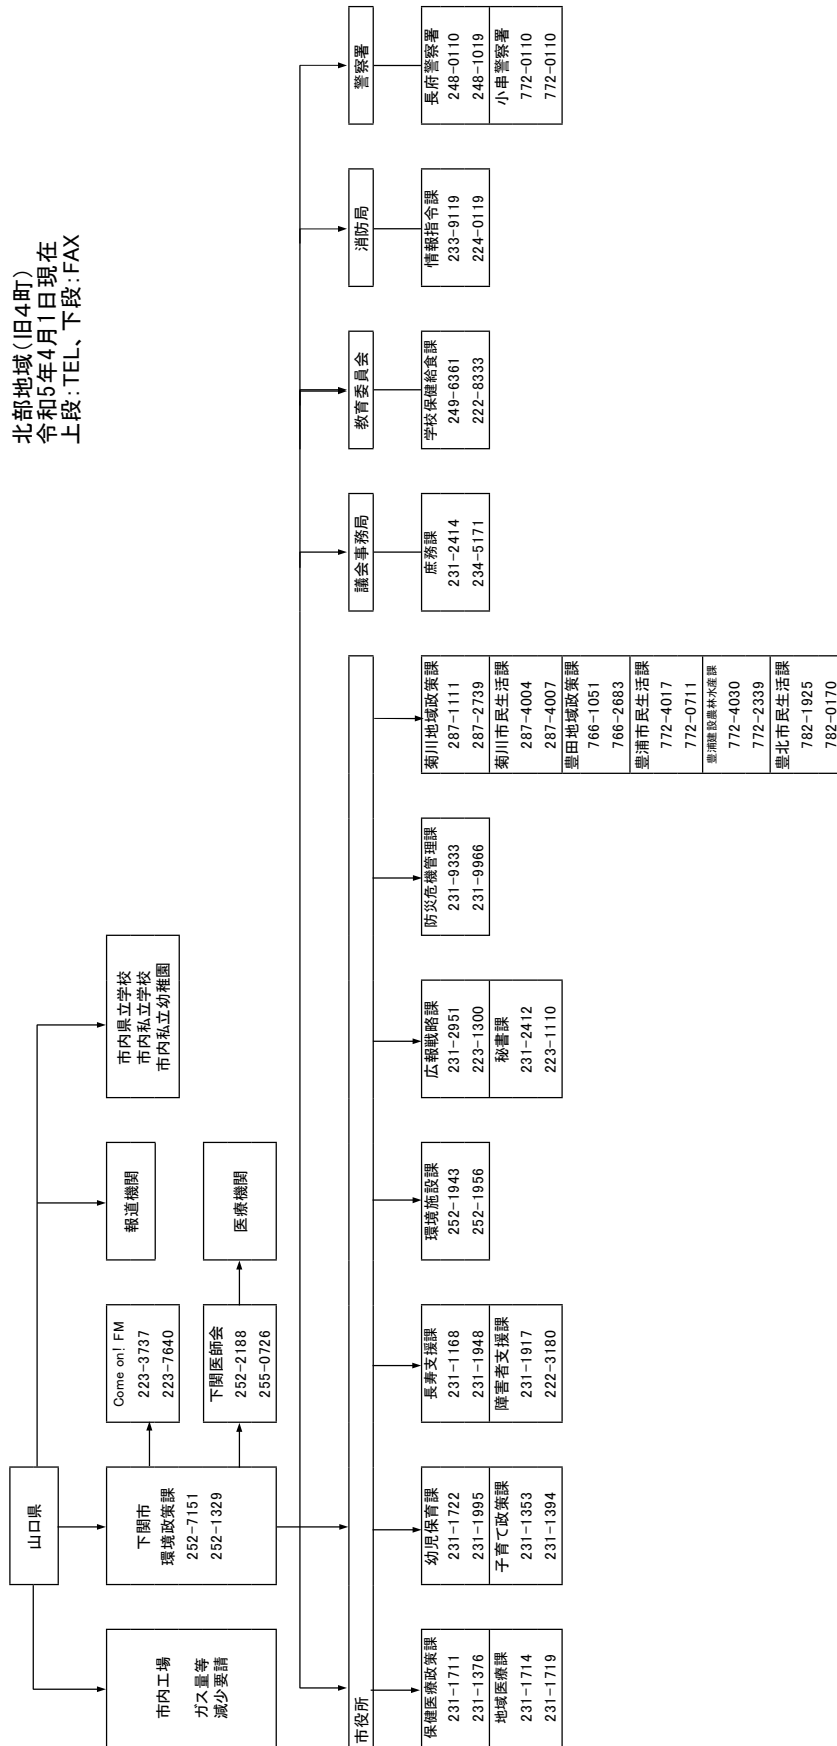 北部地域(旧4町)
令和5年4月1日現在
上段:TEL、下段:FAX
山口県
市内工場
ガス量等
減少要請
下関市
環境政策課
252-7151
252-1329
Come on! FM
223-3737
223-7640
報道機関
市内県立学校
市内私立学校
市内私立幼稚園
下関医師会
252-2188
255-0726
医療機関
市役所
議会事務局
教育委員会
消防局
警察署
保健医療政策課
231-1711
231-1376
地域医療課
231-1714
231-1719
幼児保育課
231-1722
231-1995
子育て政策課
231-1353
231-1394
長寿支援課
231-1168
231-1948
障害者支援課
231-1917
222-3180
環境施設課
252-1943
252-1956
広報戦略課
231-2951
223-1300
秘書課
231-2412
223-1110
防災危機管理課
231-9333
231-9966
菊川地域政策課
287-1111
287-2739
菊川市民生活課
287-4004
287-4007
豊田地域政策課
766-1051
766-2683
豊浦市民生活課
772-4017
772-0711
豊浦建設農林水産課
772-4030
772-2339
豊北市民生活課
782-1925
782-0170
庶務課
231-2414
234-5171
学校保健給食課
249-6361
222-8333
情報指令課
233-9119
224-0119
長府警察署
248-0110
248-1019
小串警察署
772-0110
772-0110